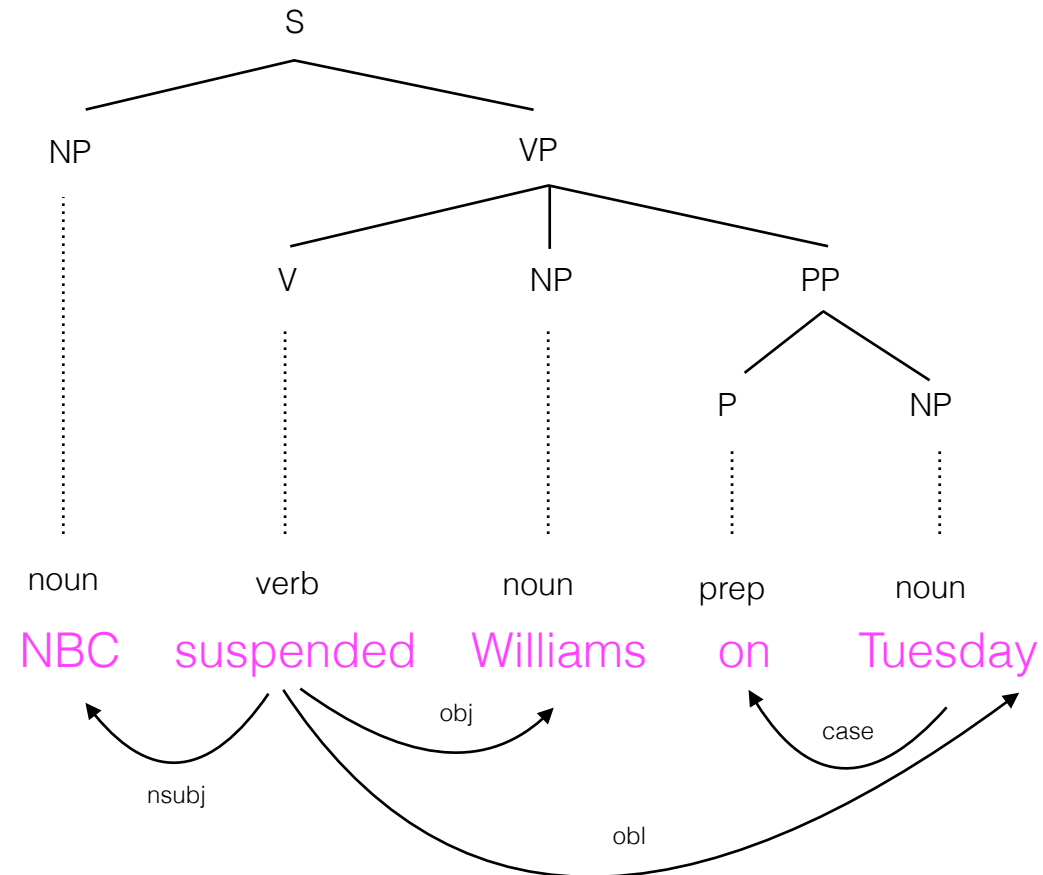 S
NP VP
V NP PP
P NP
noun verb noun prep noun
NBC suspended Williams on Tuesday
obj
case
nsubj
obl